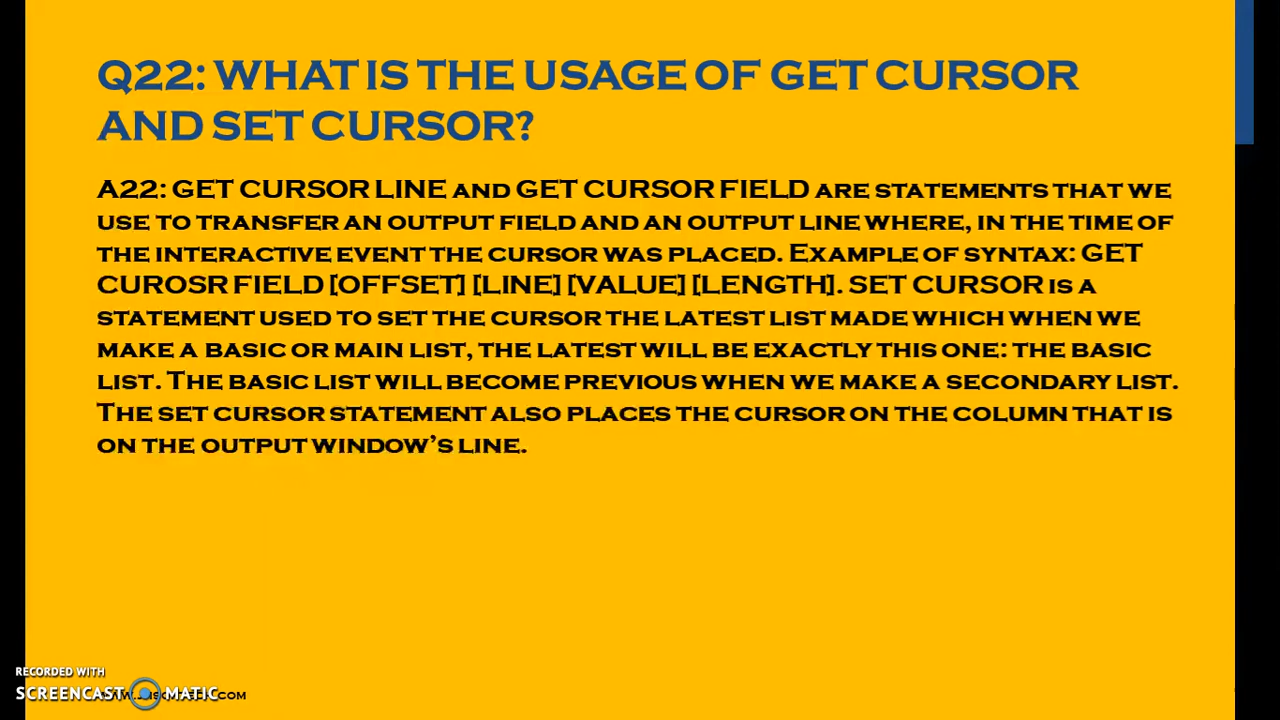 Q22: WHAT IS THE USAGE OF GET CURSOR
AND SET CURSOR?
A22: GET CURSOR LINE AND GET CURSOR FIELD ARE STATEMENTS THAT WE
USE TO TRANSFER AN OUTPUT FIELD AND AN OUTPUT LINE WHERE, IN THE TIME OF
THE INTERACTIVE EVENT THE CURSOR WAS PLACED. EXAMPLE OF SYNTAX: GET
CUROSR FIELD [OFFSET] [LINE] [VALUE] [LENGTH]. SET CURSOR IS A
STATEMENT USED TO SET THE CURSOR THE LATEST LIST MADE WHICH WHEN WE
MAKE A BASIC OR MAIN LIST, THE LATEST WILL BE EXACTLY THIS ONE: THE BASIC
LIST. THE BASIC LIST WILL BECOME PREVIOUS WHEN WE MAKE A SECONDARY LIST.
THE SET CURSOR STATEMENT ALSO PLACES THE CURSOR ON THE COLUMN THAT IS
ON THE OUTPUT WINDOW'S LINE.
RECORDED WITH
SCREENCAST MATIC